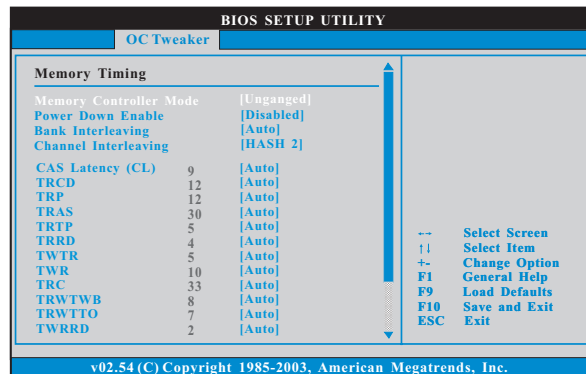 BIOS SETUP UTILITY
OC Tweaker
Memory Timing
Memory Controller Mode [Unganged]
Power Down Enable [Disabled]
Bank Interleaving [Auto]
Channel Interleaving [HASH 2]
CAS Latency (CL) 9 [Auto]
TRCD 12 [Auto]
TRP 12 [Auto]
TRAS 30 [Auto]
TRTP 5 [Auto]
TRRD 4 [Auto]
TWTR 5 [Auto]
TWR 10 [Auto]
TRC 33 [Auto]
TRWTWB 8 [Auto]
TRWTTO 7 [Auto]
TWRRD 2 [Auto]
←→ Select Screen
↑↓ Select Item
+- Change Option
F1 General Help
F9 Load Defaults
F10 Save and Exit
ESC Exit
v02.54 (C) Copyright 1985-2003, American Megatrends, Inc.